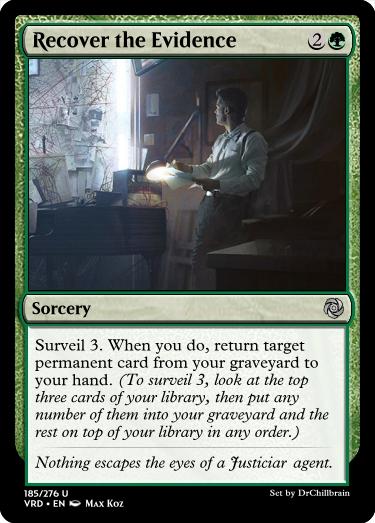 Recover the Evidence 2
Sorcery
Surveil 3. When you do, return target
permanent card from your graveyard to
your hand. (To surveil 3, look at the top
three cards of your library, then put any
number of them into your graveyard and the
rest on top of your library in any order.)
Nothing escapes the eyes of a Justiciar agent.
185/276 U
VRD • EN Max Koz
Set by DrChillbrain